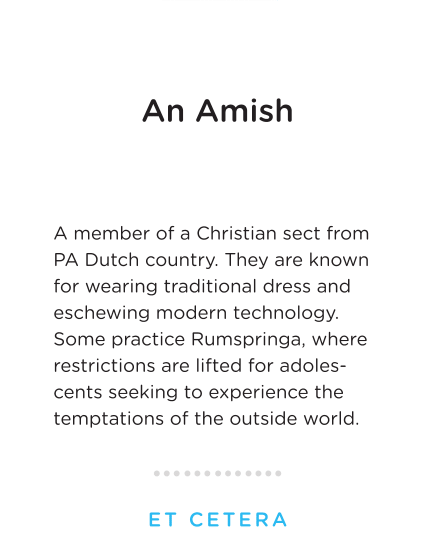 An Amish
A member of a Christian sect from
PA Dutch country. They are known
for wearing traditional dress and
eschewing modern technology.
Some practice Rumspringa, where
restrictions are lifted for adoles-
cents seeking to experience the
temptations of the outside world.
ET CETERA